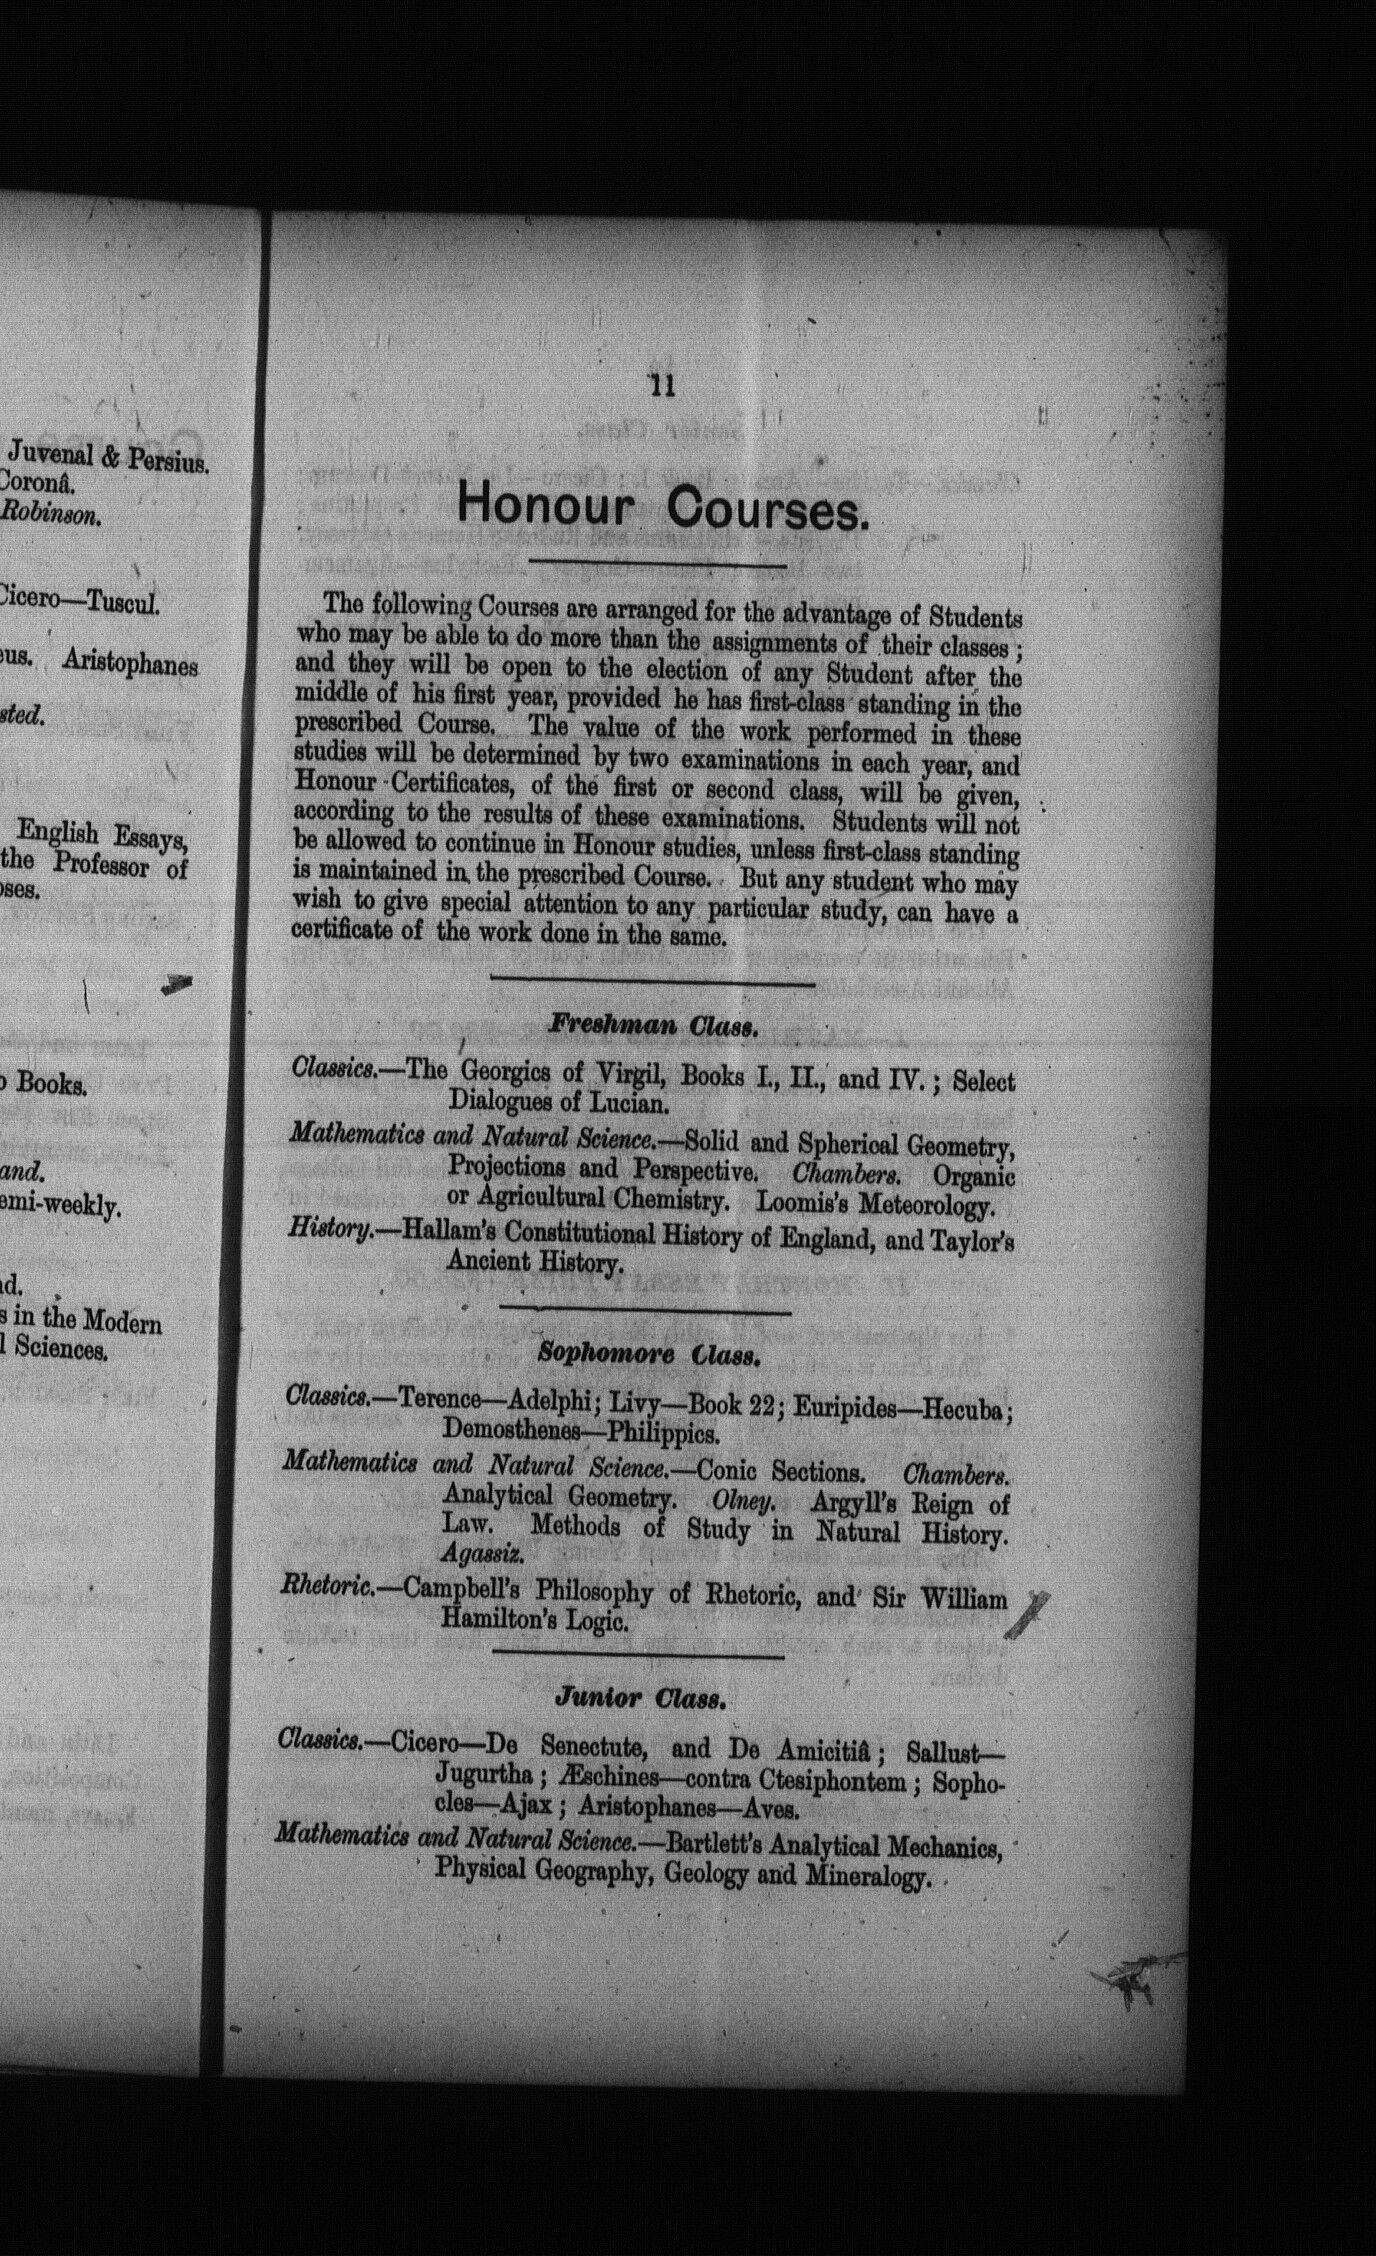 Juvenal & Persius.
Coronâ.
Robinson.
Cicero—Tuscul.
Aristophanes
English Essays,
the Professor of
Books.
in the Modern
Sciences.
11
Honour Courses.
The following Courses are arranged for the advantage of Students
who may be able to do more than the assignments of their classes ;
and they will be open to the election of any Student after the
middle of his first year, provided he has first-class standing in the
prescribed Course. The value of the work performed in these
studies will be determined by two examinations in each year, and
Honour Certificates, of the first or second class, will be given,
according to the results of these examinations. Students will not
be allowed to continue in Honour studies, unless first-class standing
is maintained in the prescribed Course. But any student who may
wish to give special attention to any particular study, can have a
certificate of the work done in the same.
Freshman Class.
Classics.—The Georgics of Virgil, Books I., II., and IV. ; Select
Dialogues of Lucian.
Mathematics and Natural Science.—Solid and Spherical Geometry,
Projections and Perspective. Chambers. Organic
or Agricultural Chemistry. Loomis's Meteorology.
History.—Hallam's Constitutional History of England, and Taylor's
Ancient History.
Sophomore Class.
Classics.—Terence—Adelphi; Livy—Book 22; Euripides—Hecuba;
Demosthenes—Philippics.
Mathematics and Natural Science.—Conic Sections. Chambers.
Analytical Geometry. Olney. Argyll's Reign of
Law. Methods of Study in Natural History.
Agassiz.
Rhetoric.—Campbell's Philosophy of Rhetoric, and Sir William
Hamilton's Logic.
Junior Class.
Classics.—Cicero—De Senectute, and De Amicitiâ ; Sallust—
Jugurtha ; Æschines—contra Ctesiphontem ; Sopho-
cles—Ajax ; Aristophanes—Aves.
Mathematics and Natural Science.—Bartlett's Analytical Mechanics,
Physical Geography, Geology and Mineralogy.